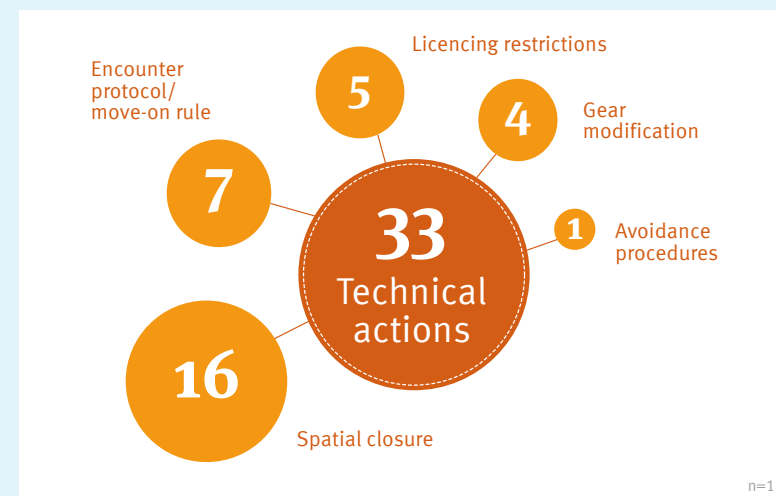 Licencing restrictions
5
Encounter
protocol/
move-on rule
7
4
Gear
modification
33
Technical
actions
1
Avoidance
procedures
16
Spatial closure